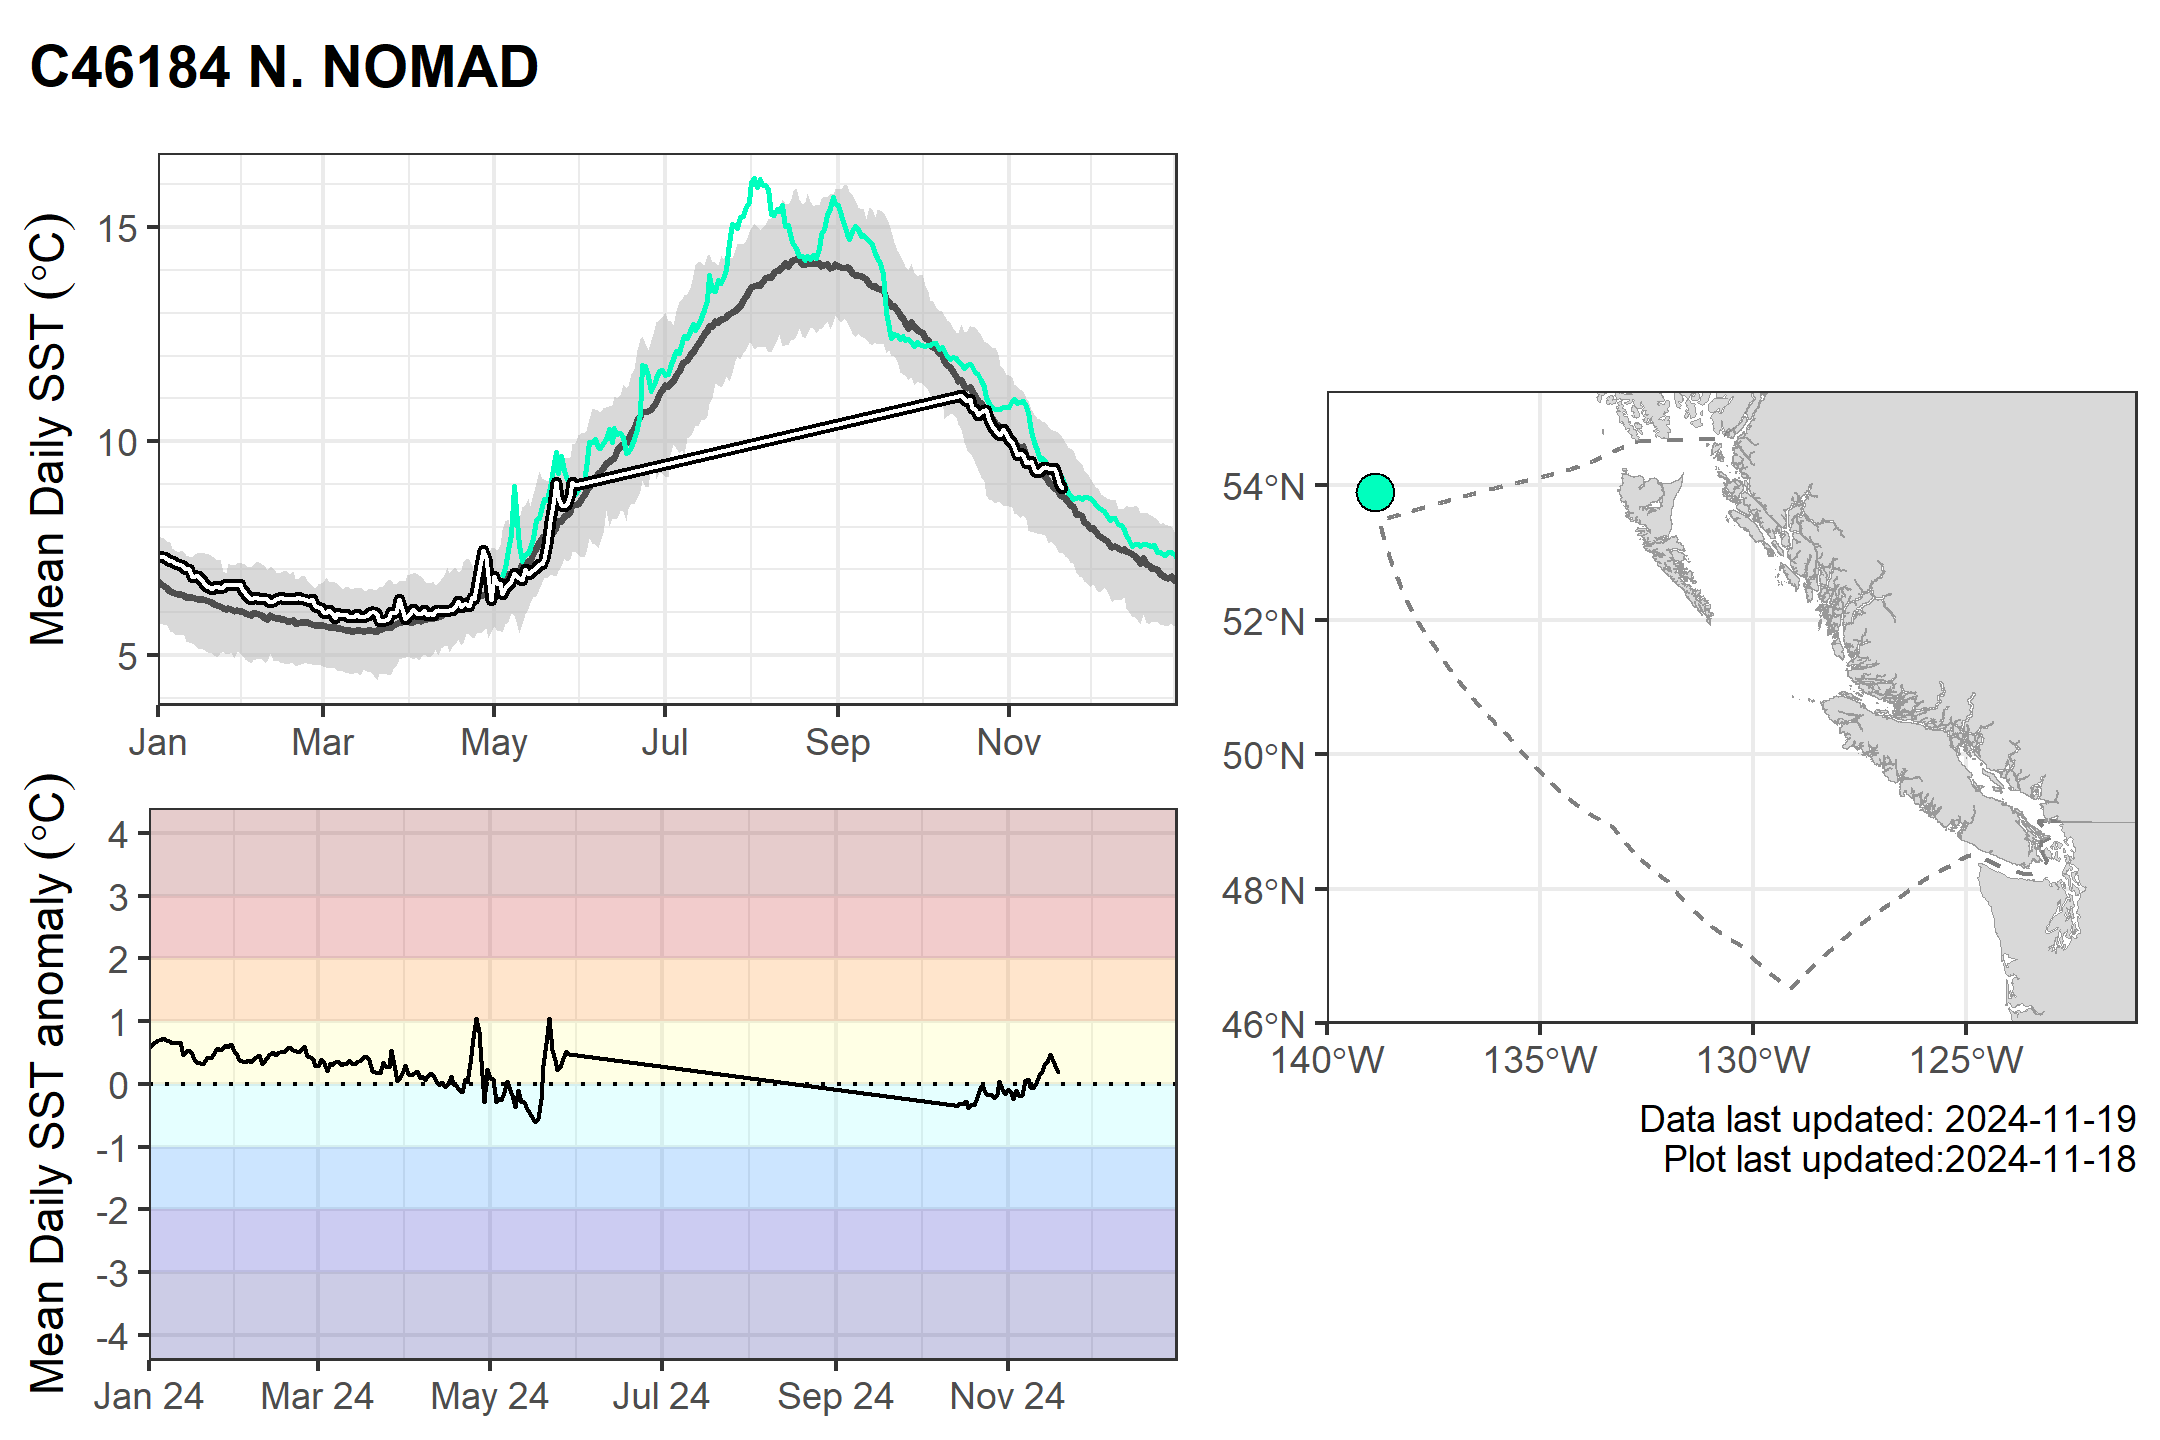 C46184 N. NOMAD
Mean Daily SST (°C)
15
10
5
Jan Mar May Jul Sep Nov
Mean Daily SST anomaly (°C)
4
3
2
1
0
-1
-2
-3
-4
Jan 24 Mar 24 May 24 Jul 24 Sep 24 Nov 24
54°N
52°N
50°N
48°N
46°N
140°W 135°W 130°W 125°W
Data last updated: 2024-11-19
Plot last updated:2024-11-18